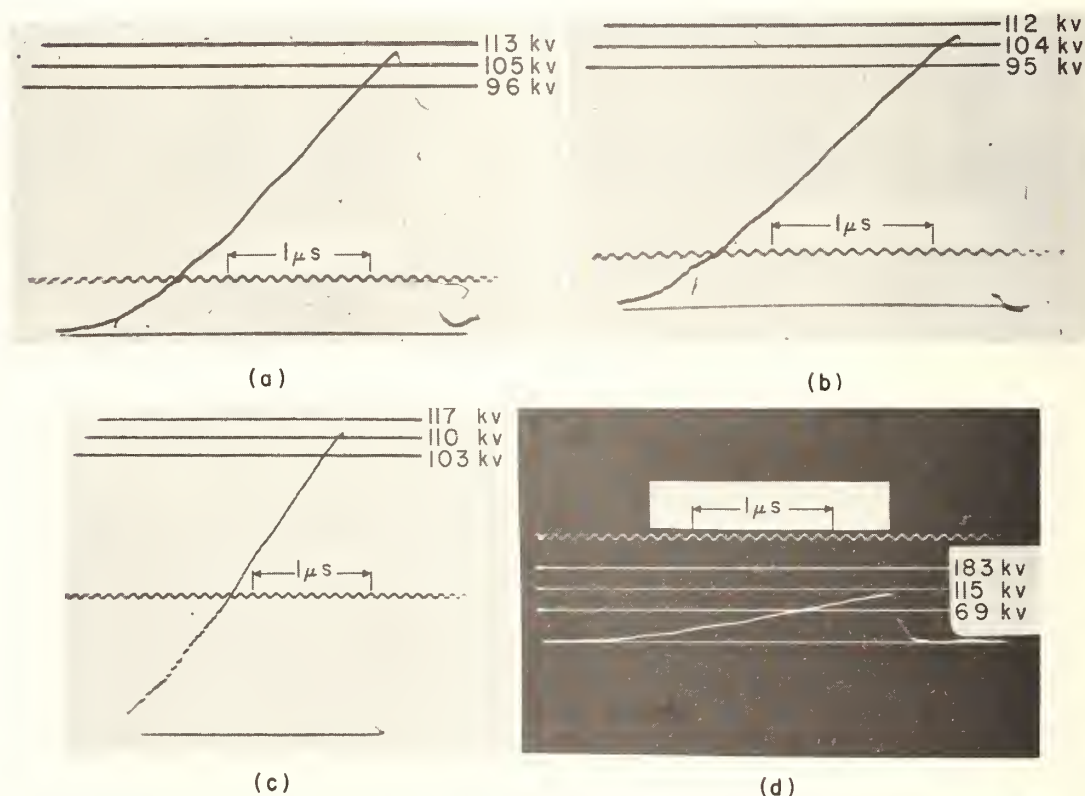 113 kv
105 kv
96 kv
1 μs
(a)
112 kv
104 kv
95 kv
1 μs
(b)
117 kv
110 kv
103 kv
1 μs
(c)
1 μs
183 kv
115 kv
69 kv
(d)